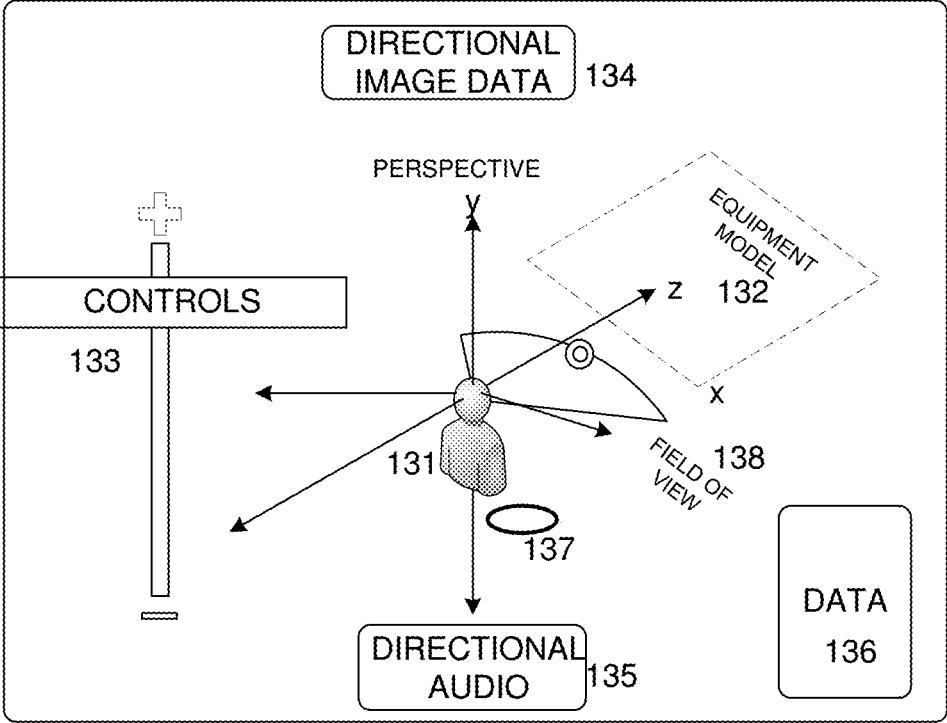 DIRECTIONAL
IMAGE DATA
134
PERSPECTIVE
y
EQUIPMENT
MODEL
132
z
CONTROLS
133
x
131
138
FIELD OF
VIEW
137
DATA
136
DIRECTIONAL
AUDIO
135